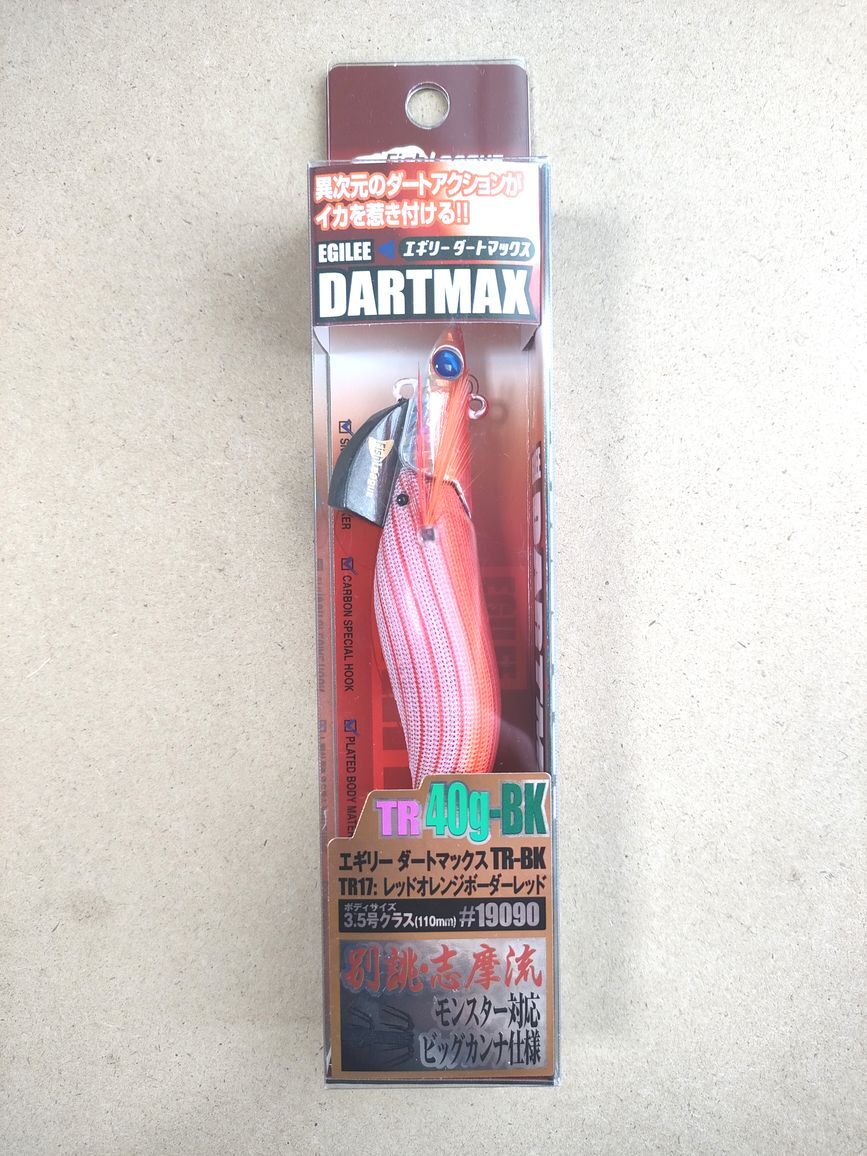 異次元のダートアクションが
イカを惹き付ける!!
EGILEE
エギリー ダートマックス
DARTMAX
Fish League
CARBON SPECIAL HOOK
PLATED BODY MATER
EGILEE
TR 40g-BK
エギリー ダートマックス TR-BK
TR17: レッドオレンジボーダーレッド
ボディサイズ
3.5号クラス(110mm) #19090
別誂・志摩流
モンスター対応
ビッグカンナ仕様